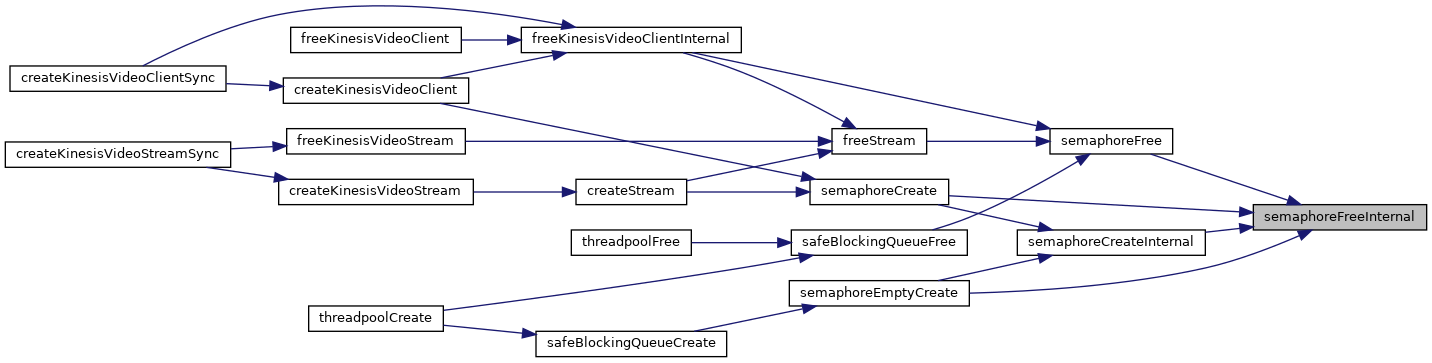 freeKinesisVideoClient
freeKinesisVideoClientInternal
createKinesisVideoClientSync
createKinesisVideoClient
freeKinesisVideoStream
freeStream
semaphoreFree
createKinesisVideoStreamSync
createKinesisVideoStream
createStream
semaphoreCreate
semaphoreFreeInternal
threadpoolFree
safeBlockingQueueFree
semaphoreCreateInternal
semaphoreEmptyCreate
threadpoolCreate
safeBlockingQueueCreate